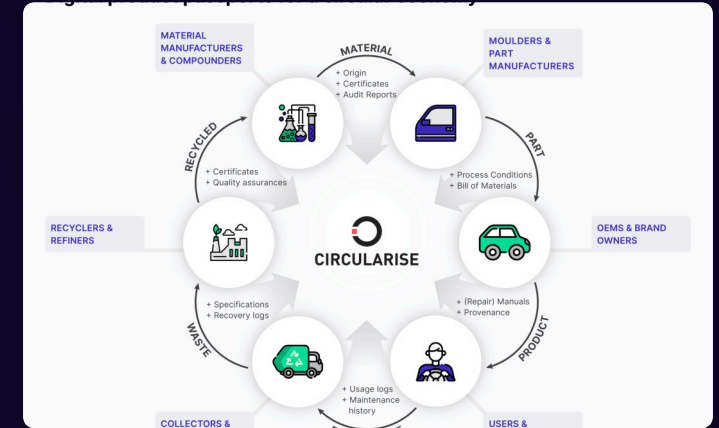 MATERIAL
MANUFACTURERS
& COMPOUNDERS
MATERIAL
+ Origin
+ Certificates
+ Audit Reports
MOULDERS &
PART
MANUFACTURERS
RECYCLED
+ Certificates
+ Quality assurances
PART
+ Process Conditions
+ Bill of Materials
RECYCLERS &
REFINERS
CIRCULARISE
OEMS & BRAND
OWNERS
+ Specifications
+ Recovery logs
WASTE
+ (Repair) Manuals
+ Provenance
PRODUCT
+ Usage logs
+ Maintenance
history
COLLECTORS &
USERS &